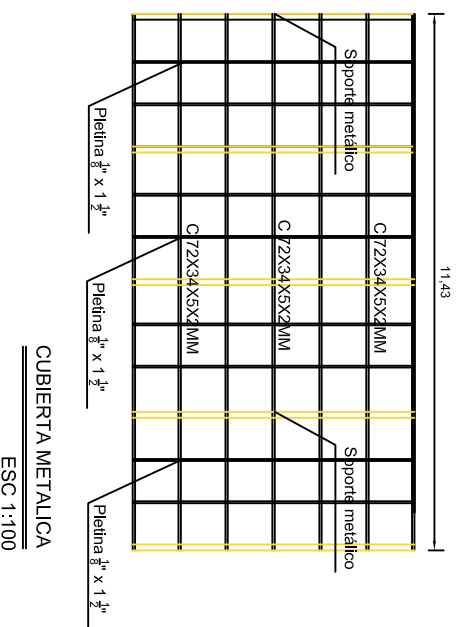 11,43
Soporte metálico
Soporte metálico
C 72X34X5X2MM
C 72X34X5X2MM
C 72X34X5X2MM
Pletina 1/8" x 1 1/2"
Pletina 1/8" x 1 1/2"
Pletina 1/8" x 1 1/2"
CUBIERTA METALICA
ESC 1:100